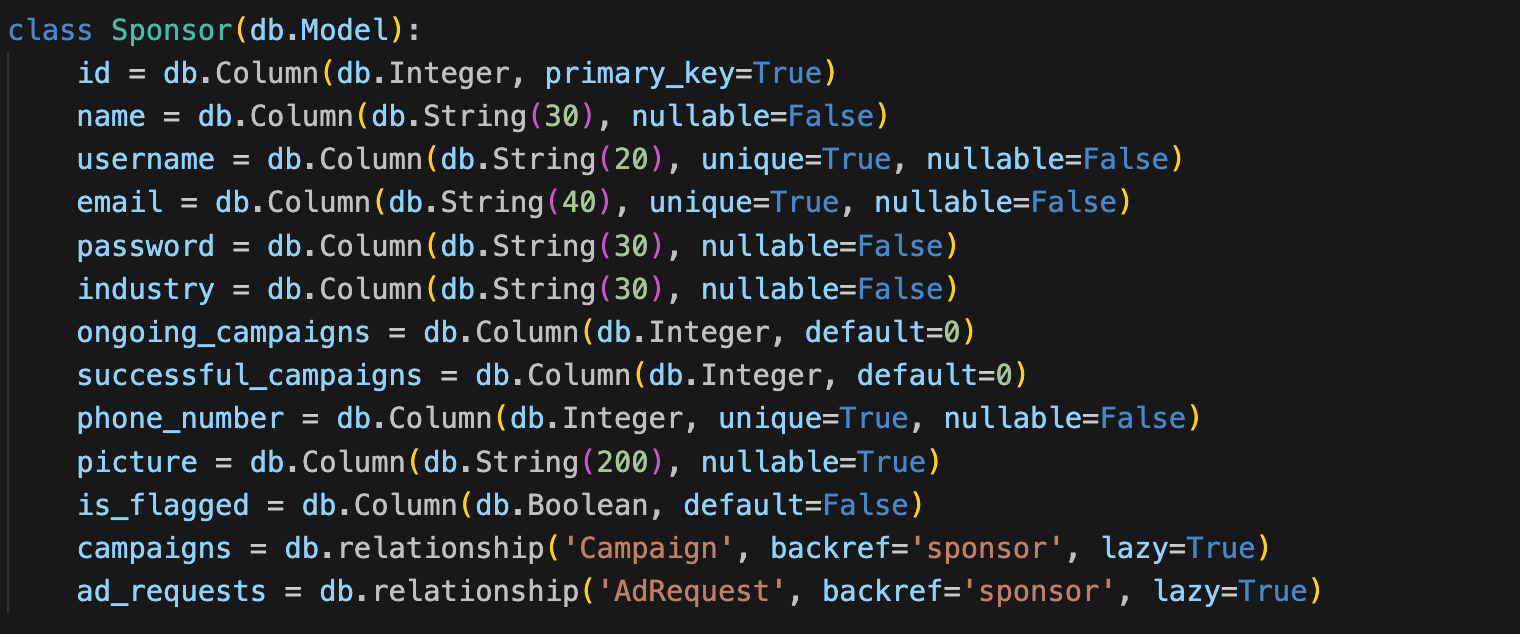 class Sponsor(db.Model):
    id = db.Column(db.Integer, primary_key=True)
    name = db.Column(db.String(30), nullable=False)
    username = db.Column(db.String(20), unique=True, nullable=False)
    email = db.Column(db.String(40), unique=True, nullable=False)
    password = db.Column(db.String(30), nullable=False)
    industry = db.Column(db.String(30), nullable=False)
    ongoing_campaigns = db.Column(db.Integer, default=0)
    successful_campaigns = db.Column(db.Integer, default=0)
    phone_number = db.Column(db.Integer, unique=True, nullable=False)
    picture = db.Column(db.String(200), nullable=True)
    is_flagged = db.Column(db.Boolean, default=False)
    campaigns = db.relationship('Campaign', backref='sponsor', lazy=True)
    ad_requests = db.relationship('AdRequest', backref='sponsor', lazy=True)